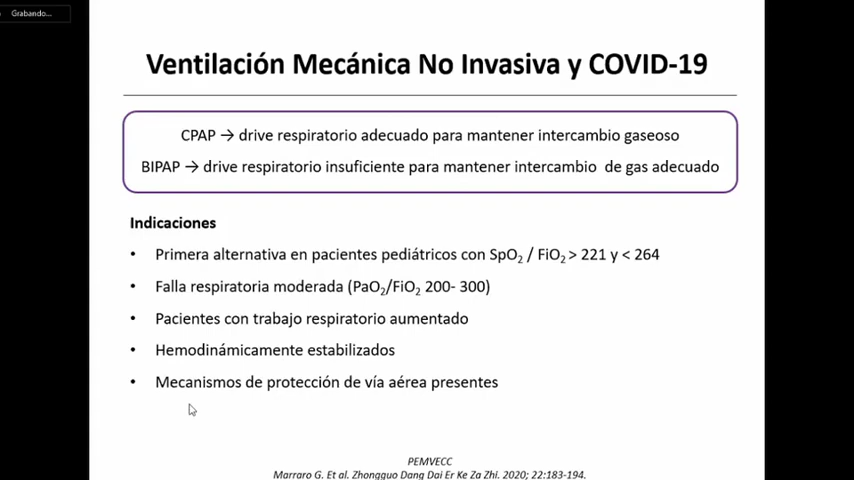 Grabando...
Ventilación Mecánica No Invasiva y COVID-19
CPAP → drive respiratorio adecuado para mantener intercambio gaseoso
BIPAP → drive respiratorio insuficiente para mantener intercambio de gas adecuado
Indicaciones
• Primera alternativa en pacientes pediátricos con SpO₂ / FiO₂ > 221 y < 264
• Falla respiratoria moderada (PaO₂/FiO₂ 200- 300)
• Pacientes con trabajo respiratorio aumentado
• Hemodinámicamente estabilizados
• Mecanismos de protección de vía aérea presentes
PEMVECC
Marraro G. Et al. Zhongguo Dang Dai Er Ke Za Zhi. 2020; 22:183-194.